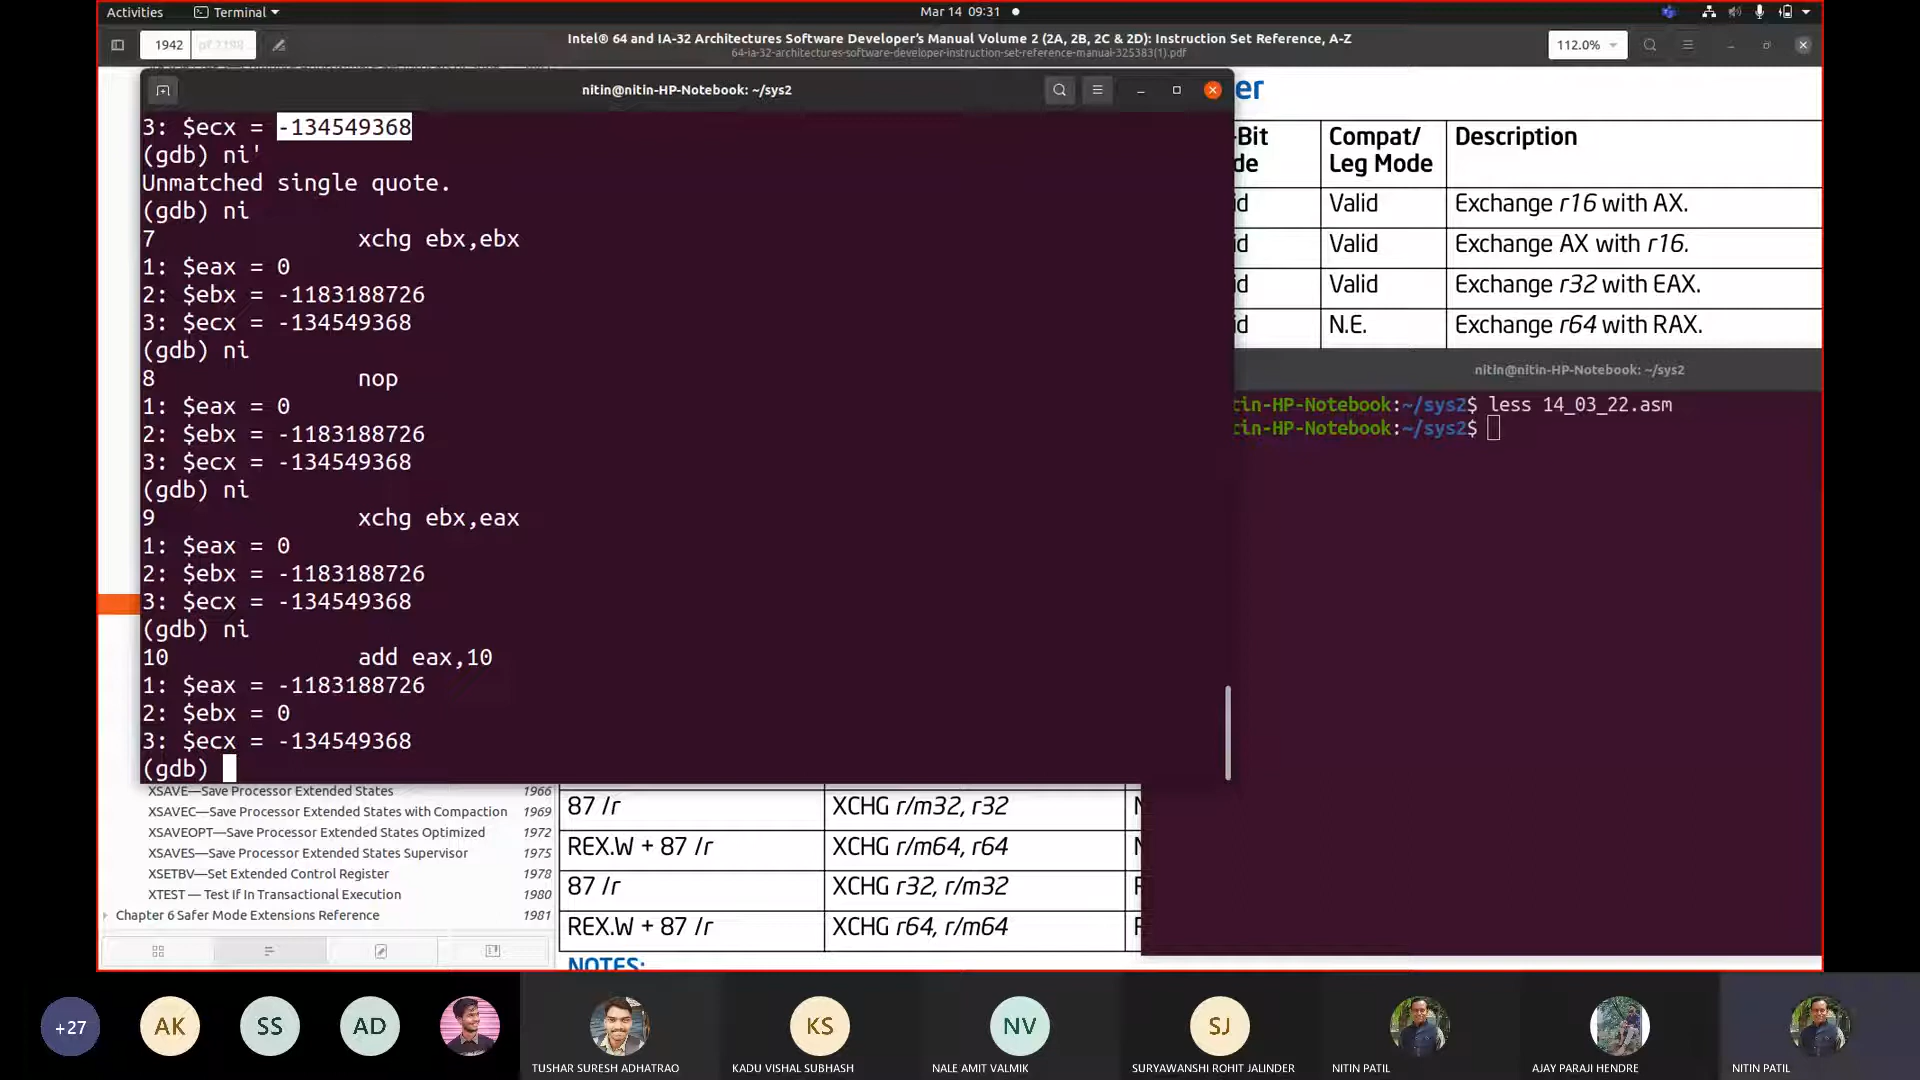 Activities
Terminal
Mar 14 09:31
1942
Intel® 64 and IA-32 Architectures Software Developer's Manual Volume 2 (2A, 2B, 2C & 2D): Instruction Set Reference, A-Z
64-ia-32-architectures-software-developer-instruction-set-reference-manual-325383(1).pdf
112.0%
nitin@nitin-HP-Notebook: ~/sys2
3: $ecx = -134549368
(gdb) ni'
Unmatched single quote.
(gdb) ni
7 xchg ebx,ebx
1: $eax = 0
2: $ebx = -1183188726
3: $ecx = -134549368
(gdb) ni
8 nop
1: $eax = 0
2: $ebx = -1183188726
3: $ecx = -134549368
(gdb) ni
9 xchg ebx,eax
1: $eax = 0
2: $ebx = -1183188726
3: $ecx = -134549368
(gdb) ni
10 add eax,10
1: $eax = -1183188726
2: $ebx = 0
3: $ecx = -134549368
(gdb)
er
-Bit Compat/ Description
de Leg Mode
id Valid Exchange r16 with AX.
id Valid Exchange AX with r16.
id Valid Exchange r32 with EAX.
id N.E. Exchange r64 with RAX.
nitin@nitin-HP-Notebook: ~/sys2
tin-HP-Notebook:~/sys2$ less 14_03_22.asm
tin-HP-Notebook:~/sys2$
XSAVE—Save Processor Extended States 1966
XSAVEC—Save Processor Extended States with Compaction 1969
XSAVEOPT—Save Processor Extended States Optimized 1972
XSAVES—Save Processor Extended States Supervisor 1975
XSETBV—Set Extended Control Register 1978
XTEST — Test If In Transactional Execution 1980
Chapter 6 Safer Mode Extensions Reference 1981
87 /r XCHG r/m32, r32
REX.W + 87 /r XCHG r/m64, r64
87 /r XCHG r32, r/m32
REX.W + 87 /r XCHG r64, r/m64
NOTES:
+27
AK
SS
AD
KS
NV
SJ
TUSHAR SURESH ADHATRAO
KADU VISHAL SUBHASH
NALE AMIT VALMIK
SURYAWANSHI ROHIT JALINDER
NITIN PATIL
AJAY PARAJI HENDRE
NITIN PATIL